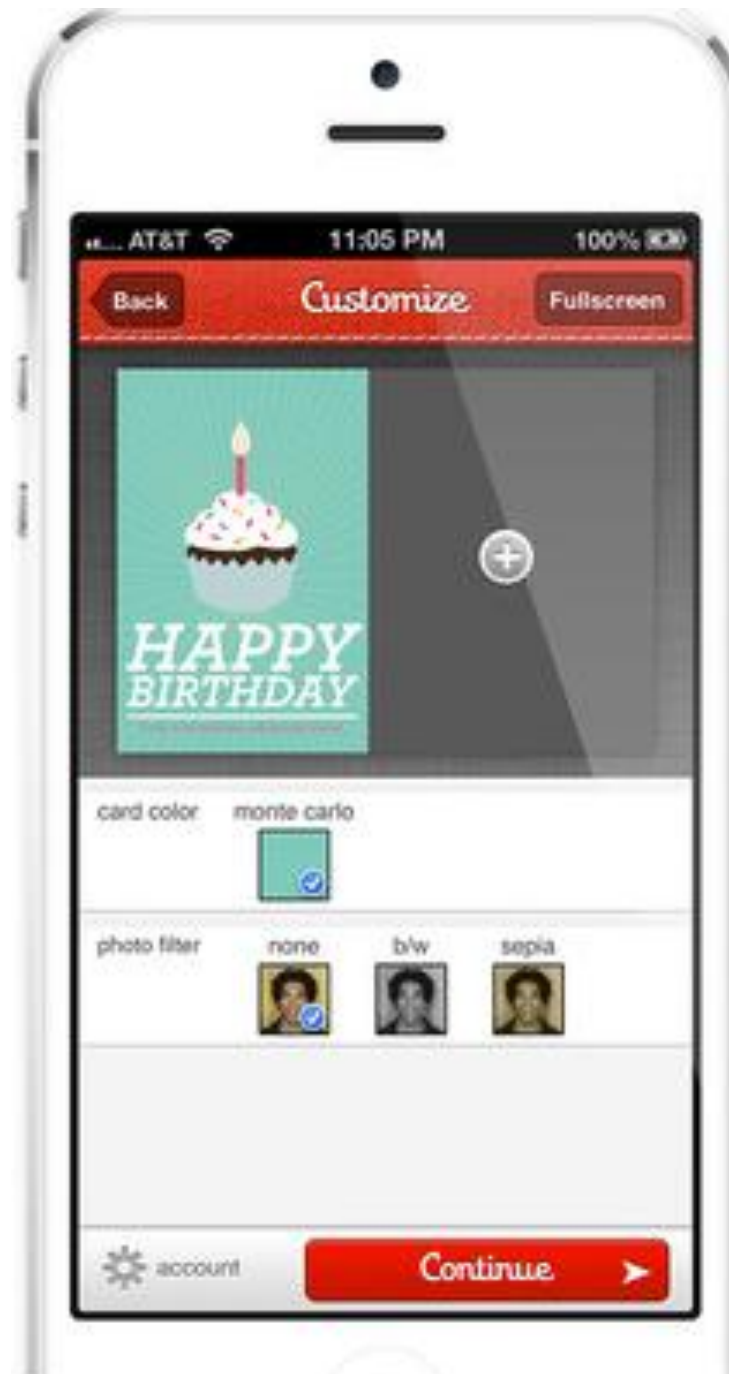 AT&T 11:05 PM 100%
Back Customize Fullscreen
HAPPY
BIRTHDAY
card color monte carlo
photo filter none b/w sepia
account Continue